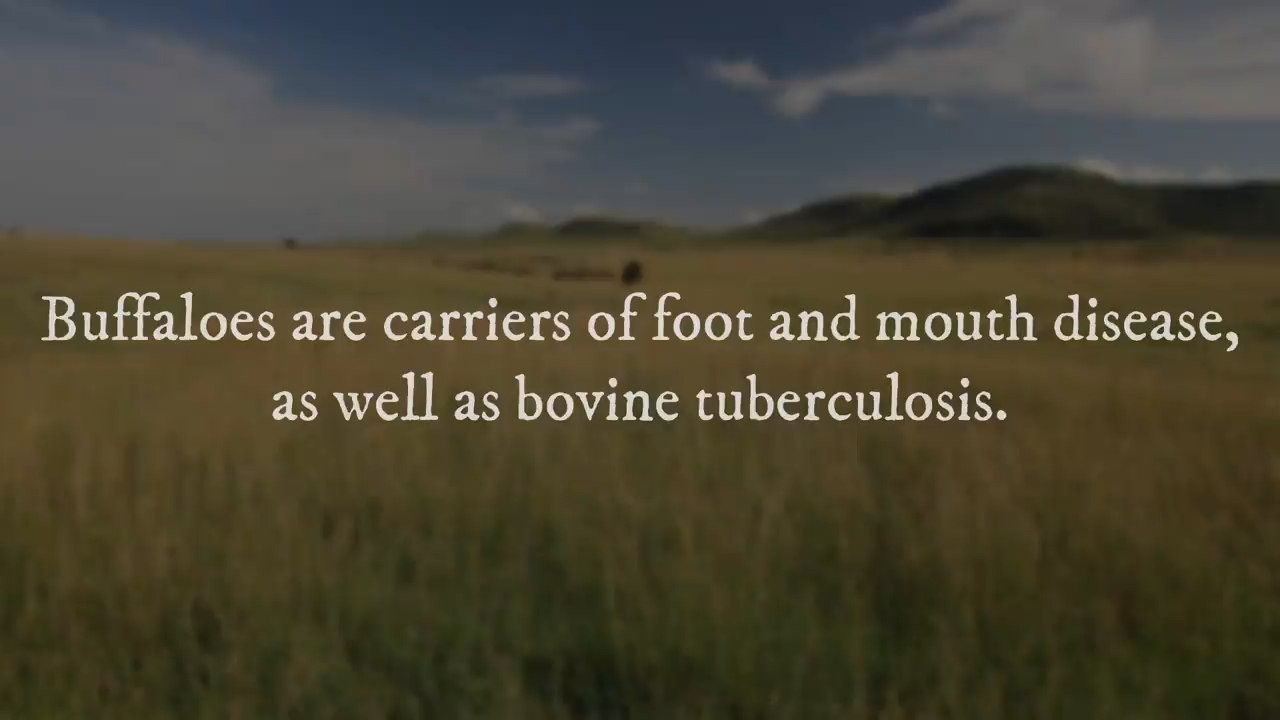 Buffaloes are carriers of foot and mouth disease,
as well as bovine tuberculosis.